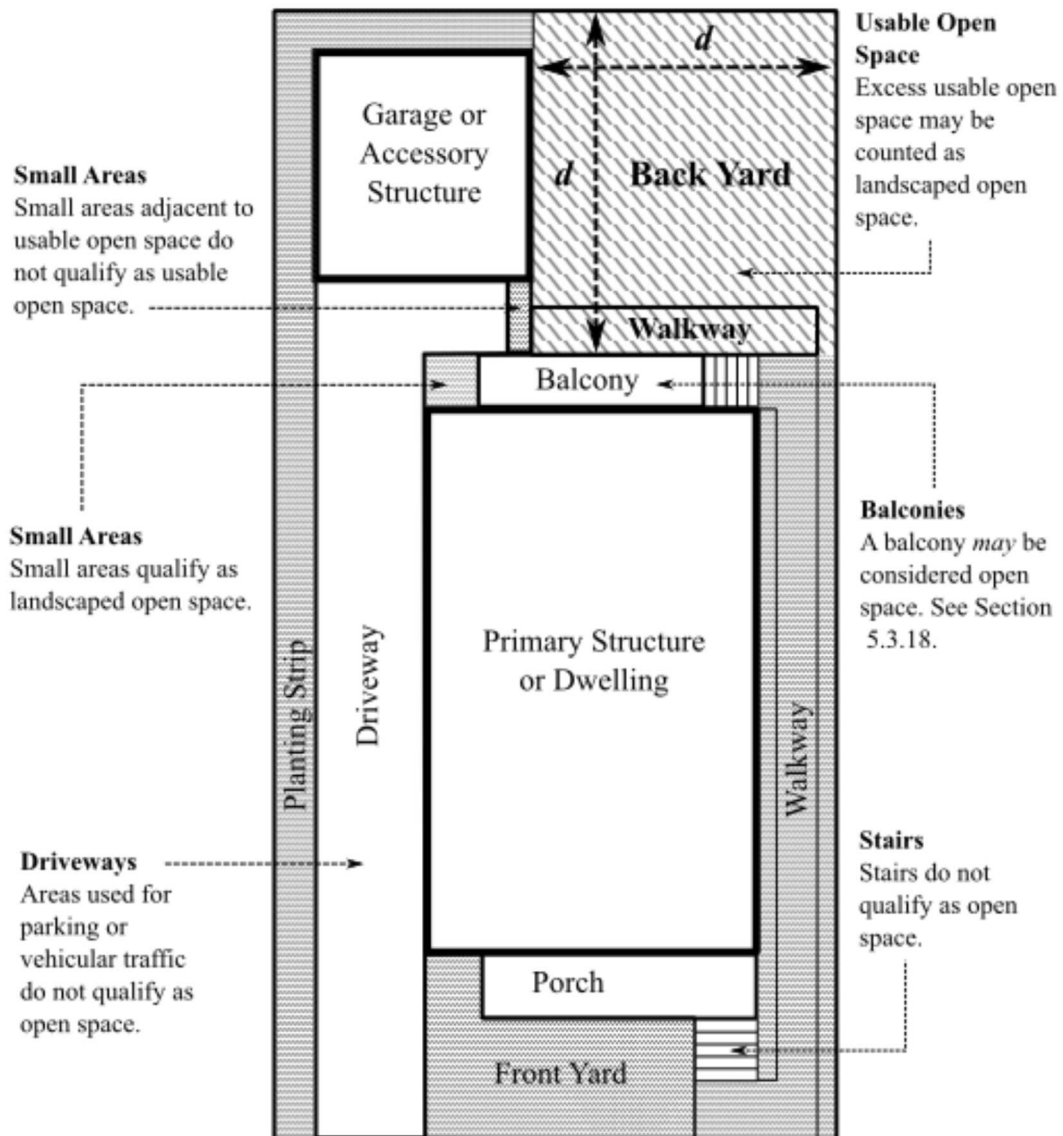 Usable Open
Space
Excess usable open
space may be
counted as
landscaped open
space.
d
d
Back Yard
Garage or
Accessory
Structure
Small Areas
Small areas adjacent to
usable open space do
not qualify as usable
open space.
Walkway
Balcony
Small Areas
Small areas qualify as
landscaped open space.
Balconies
A balcony may be
considered open
space. See Section
5.3.18.
Primary Structure
or Dwelling
Planting Strip
Driveway
Walkway
Driveways
Areas used for
parking or
vehicular traffic
do not qualify as
open space.
Stairs
Stairs do not
qualify as open
space.
Porch
Front Yard